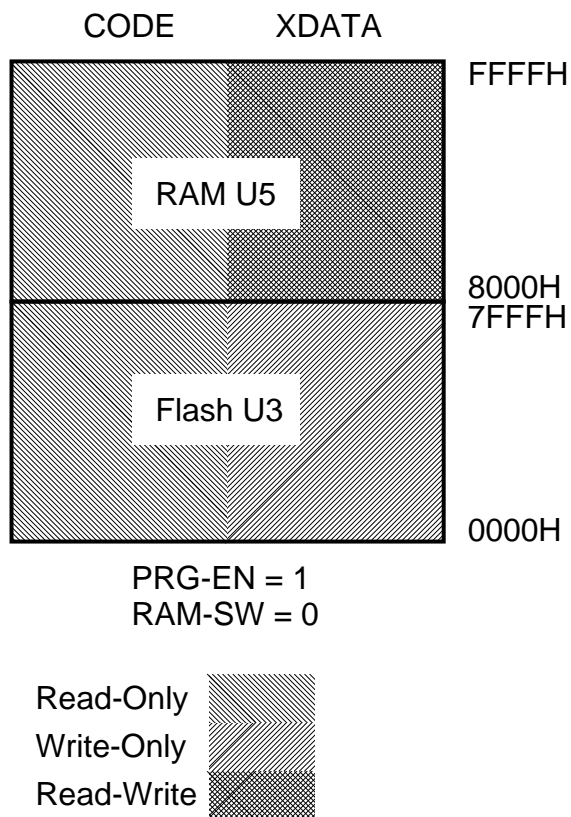 CODE XDATA
FFFFH
RAM U5
8000H
7FFFH
Flash U3
0000H
PRG-EN = 1
RAM-SW = 0
Read-Only
Write-Only
Read-Write